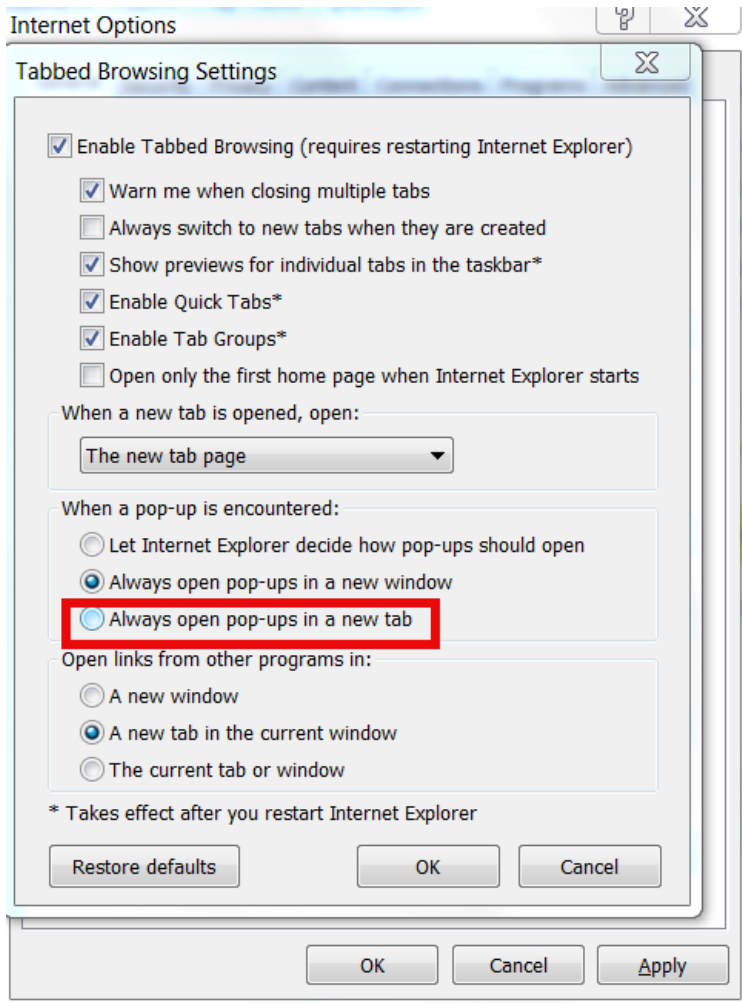 Internet Options
Tabbed Browsing Settings
Enable Tabbed Browsing (requires restarting Internet Explorer)
Warn me when closing multiple tabs
Always switch to new tabs when they are created
Show previews for individual tabs in the taskbar*
Enable Quick Tabs*
Enable Tab Groups*
Open only the first home page when Internet Explorer starts
When a new tab is opened, open:
The new tab page
When a pop-up is encountered:
Let Internet Explorer decide how pop-ups should open
Always open pop-ups in a new window
Always open pop-ups in a new tab
Open links from other programs in:
A new window
A new tab in the current window
The current tab or window
* Takes effect after you restart Internet Explorer
Restore defaults OK Cancel
OK Cancel Apply